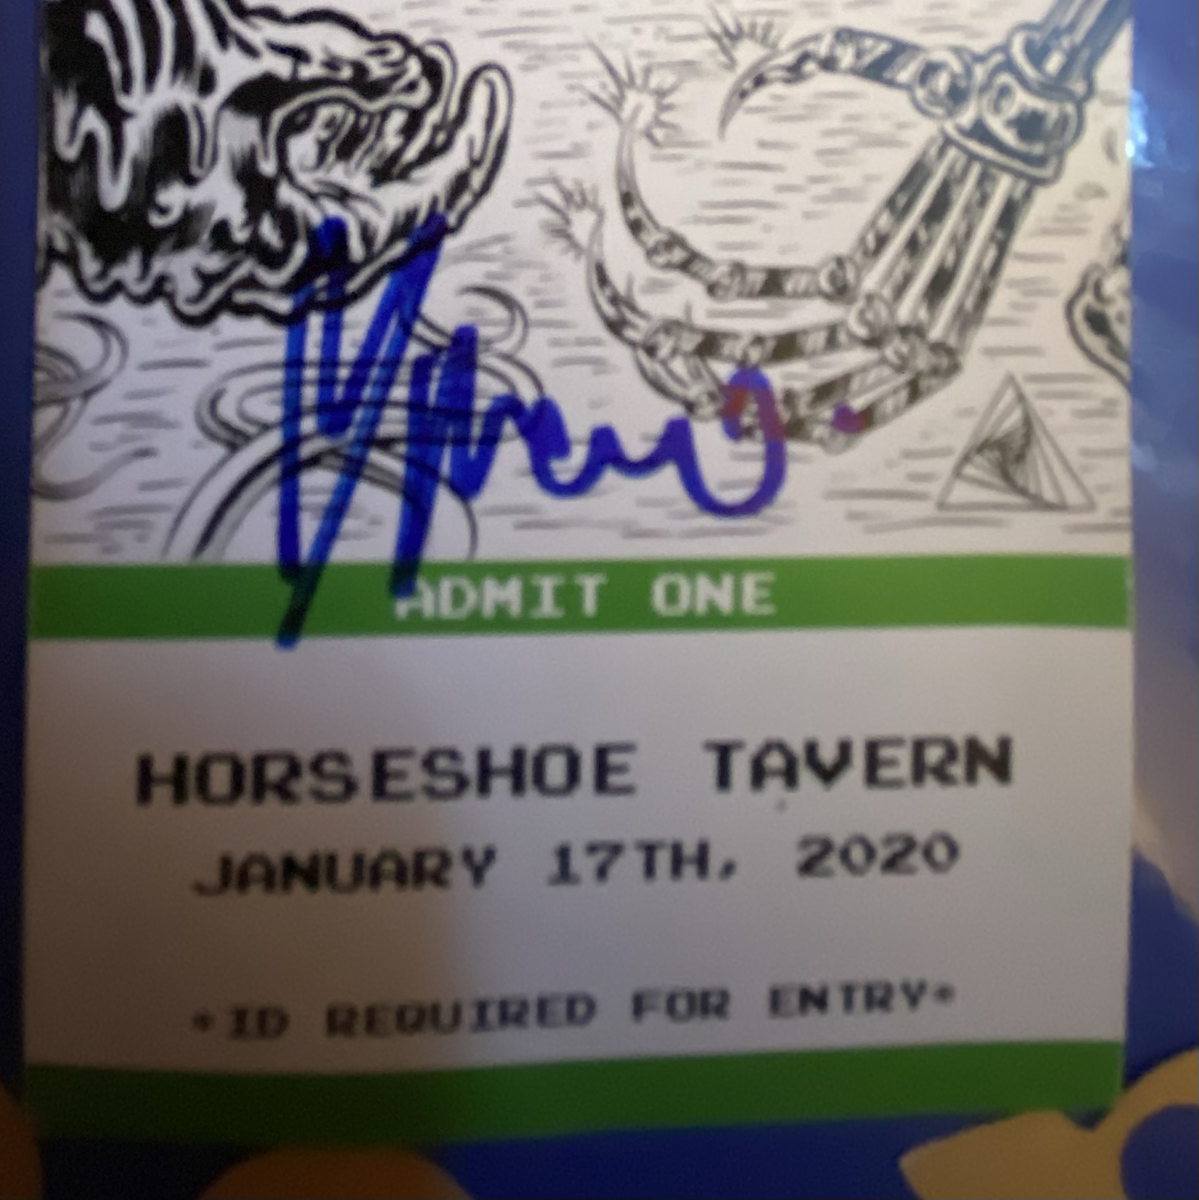 ADMIT ONE
HORSESHOE TAVERN
JANUARY 17TH, 2020
*ID REQUIRED FOR ENTRY*